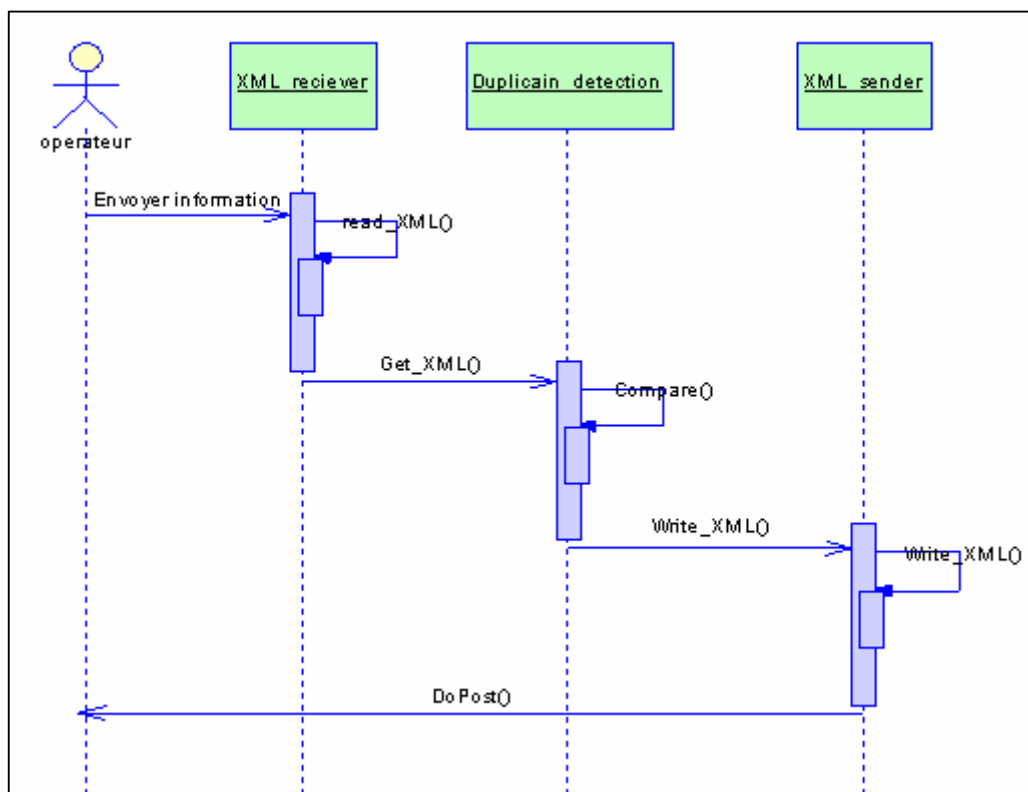 XML_reciever
Duplicain_detection
XML_sender
operateur
Envoyer information
read_XML()
Get_XML()
Compare()
Write_XML()
Write_XML()
DoPost()